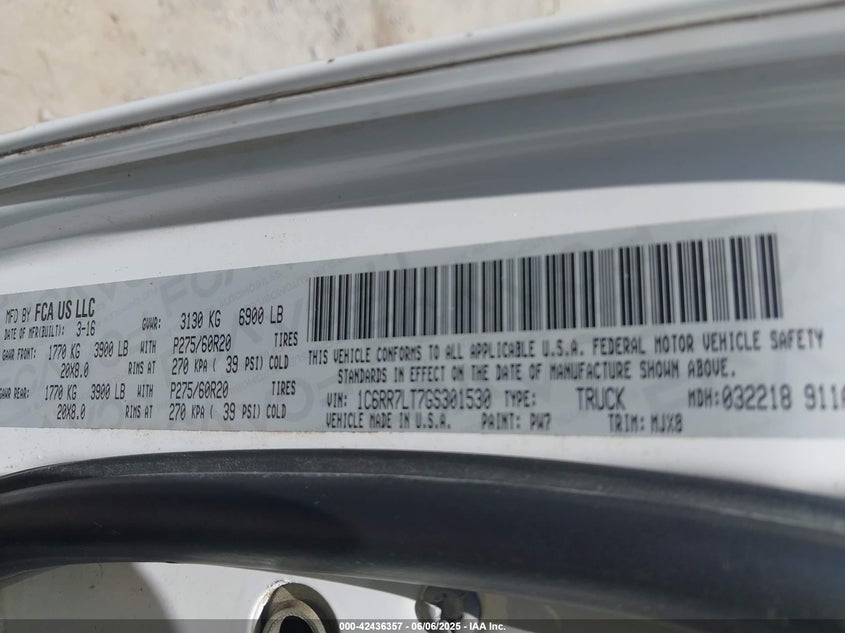 MFD BY FCA US LLC
DATE OF MFR(BUILT): 3-16 GVWR: 3130 KG 6900 LB
GAWR FRONT: 1770 KG 3900 LB WITH P275/60R20 TIRES
20X8.0 RIMS AT 270 KPA ( 39 PSI) COLD
GAWR REAR: 1770 KG 3900 LB WITH P275/60R20 TIRES
20X8.0 RIMS AT 270 KPA ( 39 PSI) COLD
THIS VEHICLE CONFORMS TO ALL APPLICABLE U.S.A. FEDERAL MOTOR VEHICLE SAFETY
STANDARDS IN EFFECT ON THE DATE OF MANUFACTURE SHOWN ABOVE.
VIN: 1C6RR7LT7GS301530 TYPE: TRUCK MDH: 032218 911
VEHICLE MADE IN U.S.A. PAINT: PW7 TRIM: MJX8
000-42436357 - 06/06/2025 - IAA Inc.